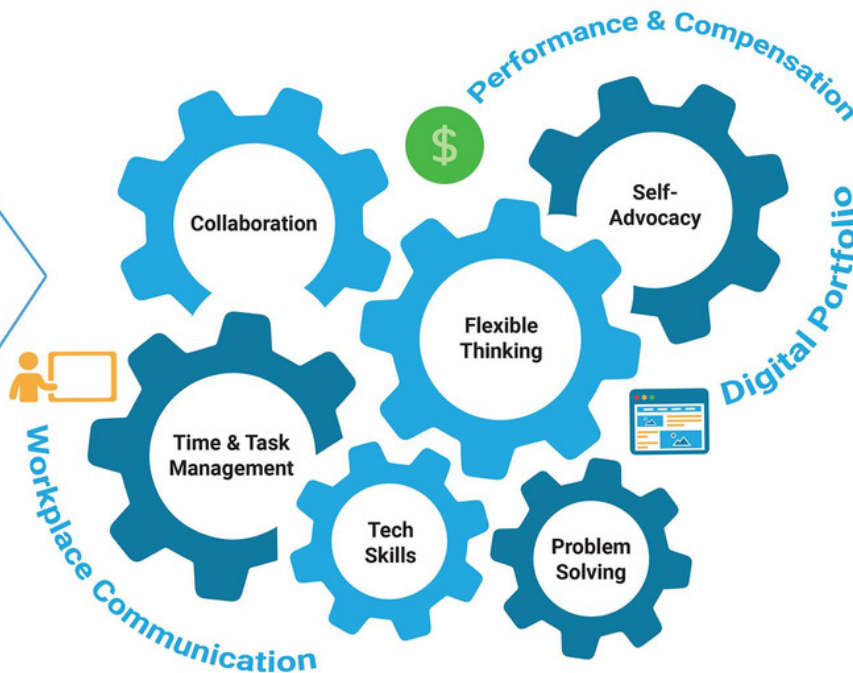 Performance & Compensation
$
Collaboration
Self-
Advocacy
Flexible
Thinking
Digital Portfolio
Time & Task
Management
Workplace Communication
Tech
Skills
Problem
Solving